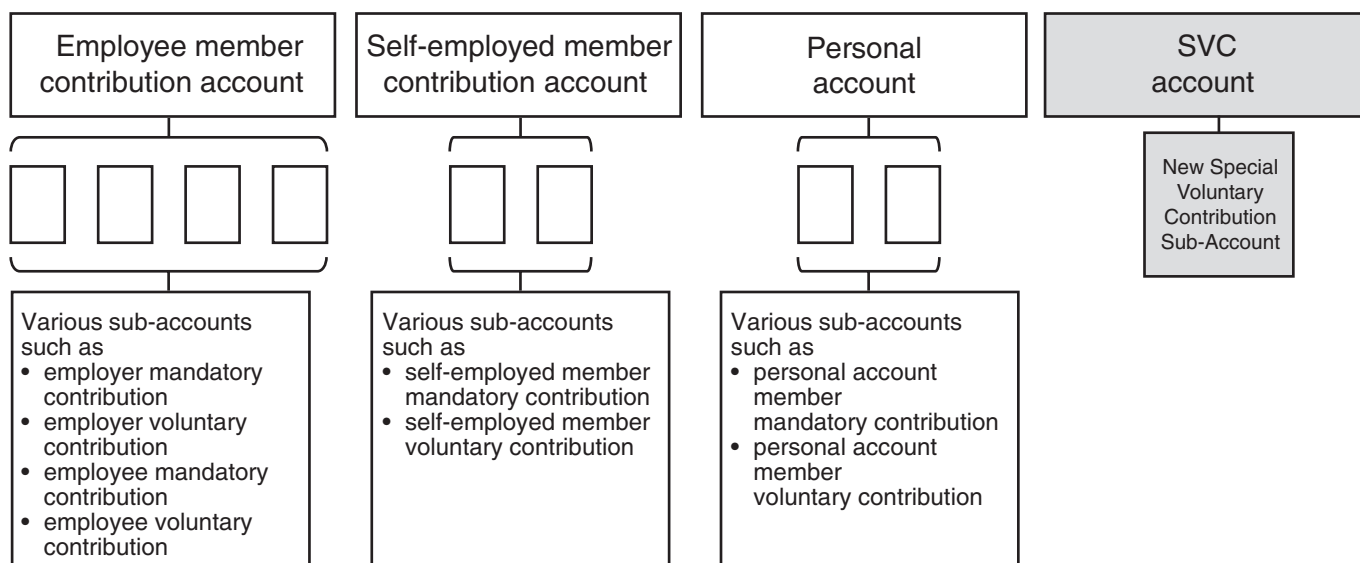 Employee member
contribution account
Self-employed member
contribution account
Personal
account
SVC
account
New Special
Voluntary
Contribution
Sub-Account
Various sub-accounts
such as
• employer mandatory
contribution
• employer voluntary
contribution
• employee mandatory
contribution
• employee voluntary
contribution
Various sub-accounts
such as
• self-employed member
mandatory contribution
• self-employed member
voluntary contribution
Various sub-accounts
such as
• personal account
member
mandatory contribution
• personal account
member
voluntary contribution